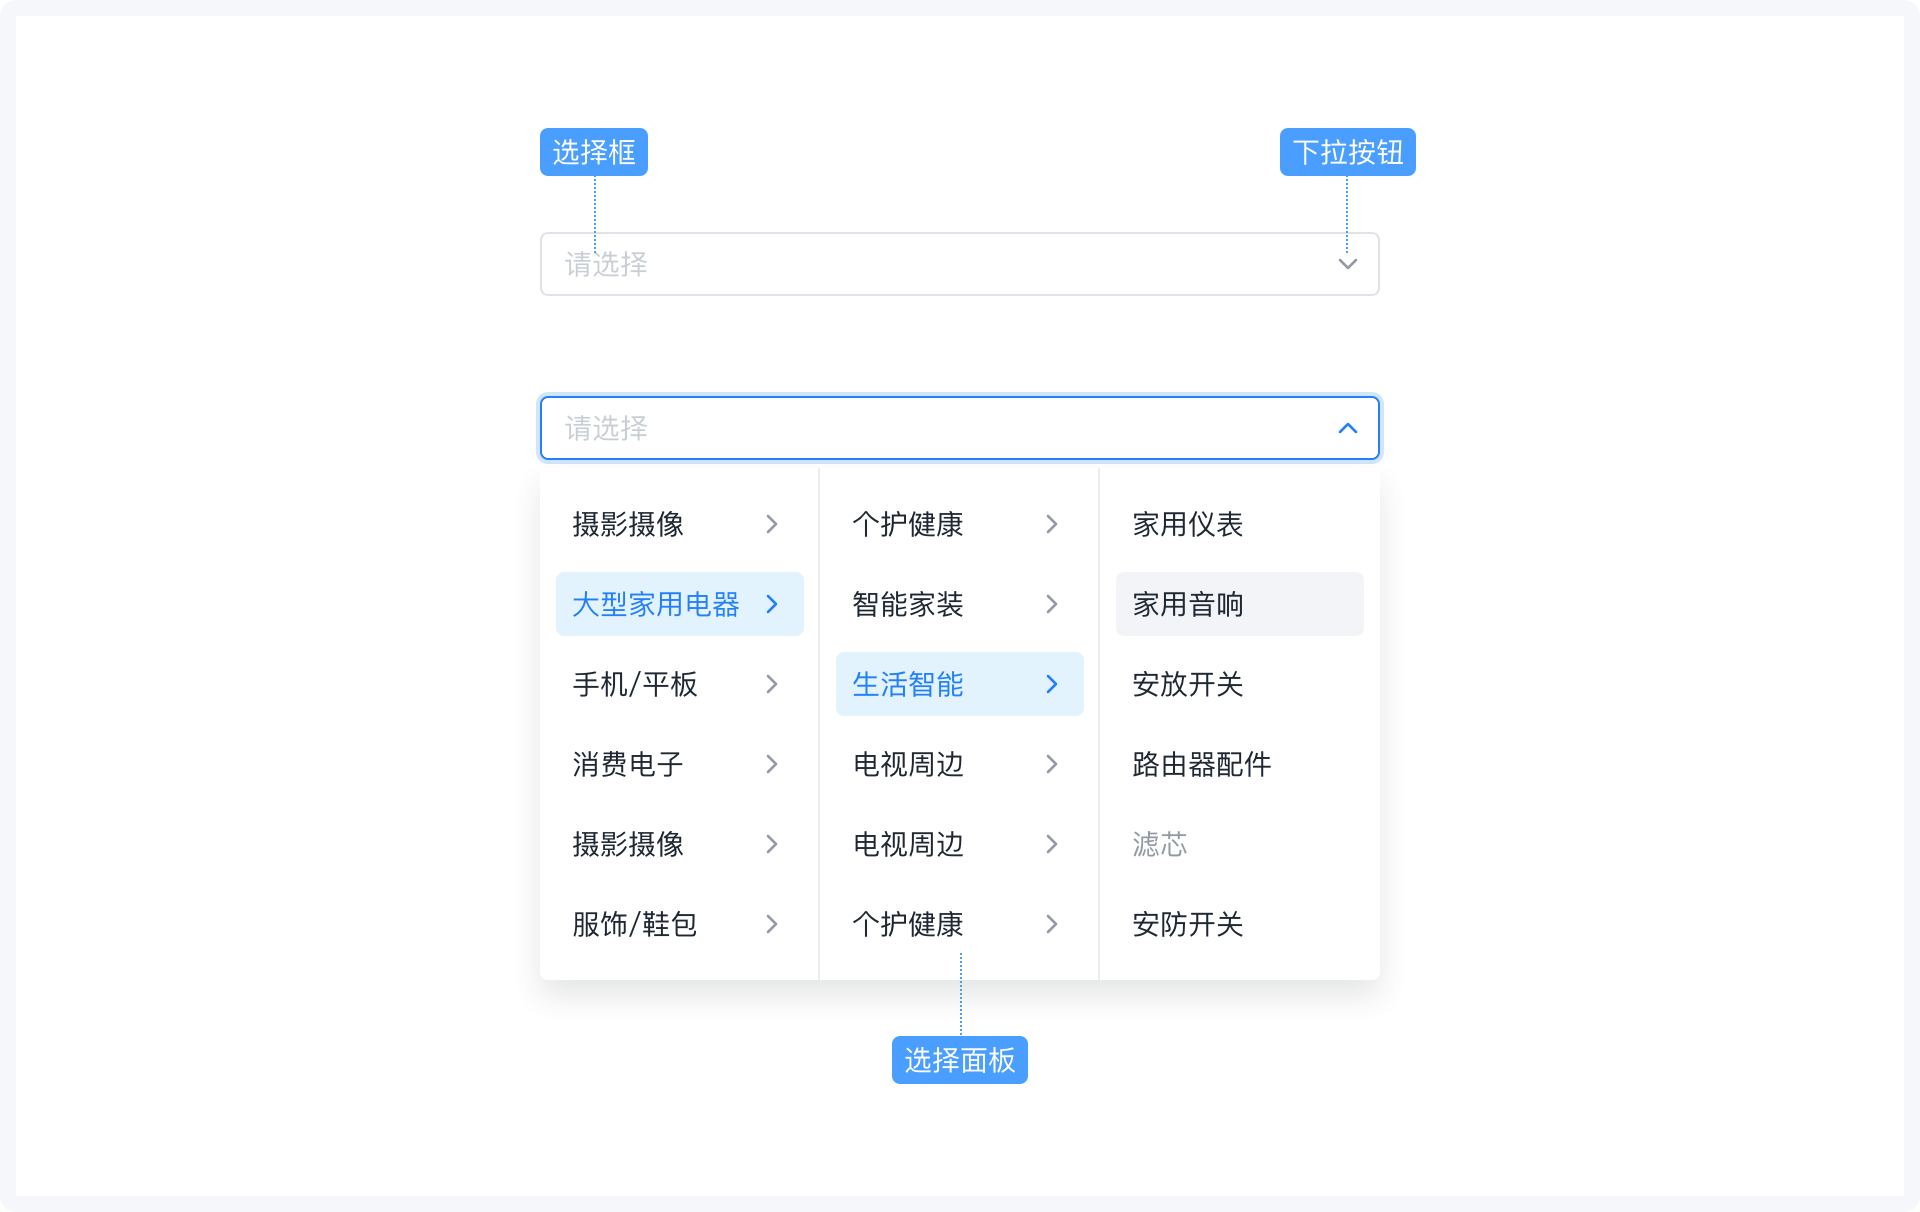 选择框
下拉按钮
请选择
请选择
摄影摄像
大型家用电器
手机/平板
消费电子
摄影摄像
服饰/鞋包
个护健康
智能家装
生活智能
电视周边
电视周边
个护健康
家用仪表
家用音响
安放开关
路由器配件
滤芯
安防开关
选择面板